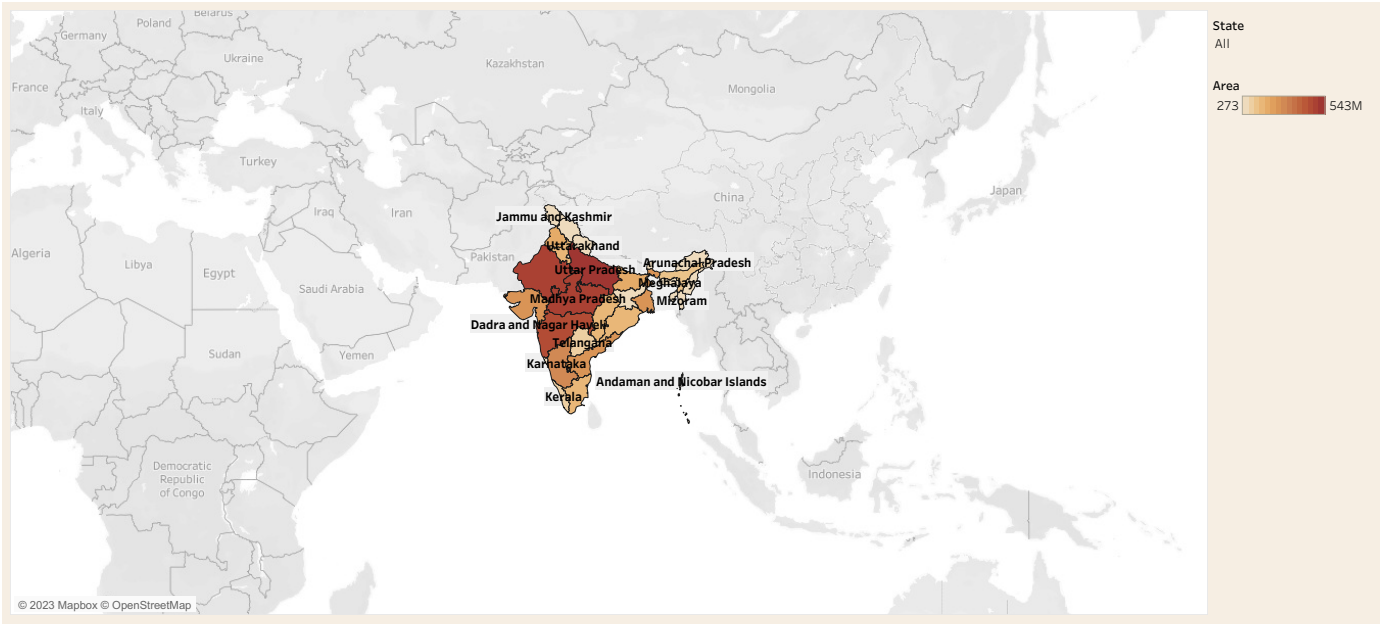 Belarus
Poland
Germany
Ukraine
Kazakhstan
Mongolia
France
Italy
Turkey
Japan
China
Iraq
Iran
Jammu and Kashmir
Uttarakhand
Algeria
Libya
Egypt
Pakistan
Arunachal Pradesh
Uttar Pradesh
Meghalaya
Saudi Arabia
Madhya Pradesh
Mizoram
Dadra and Nagar Haveli
Telangana
Sudan
Yemen
Karnataka
Andaman and Nicobar Islands
Kerala
Democratic
Republic
of Congo
Indonesia
© 2023 Mapbox © OpenStreetMap
State
All
Area
273 543M